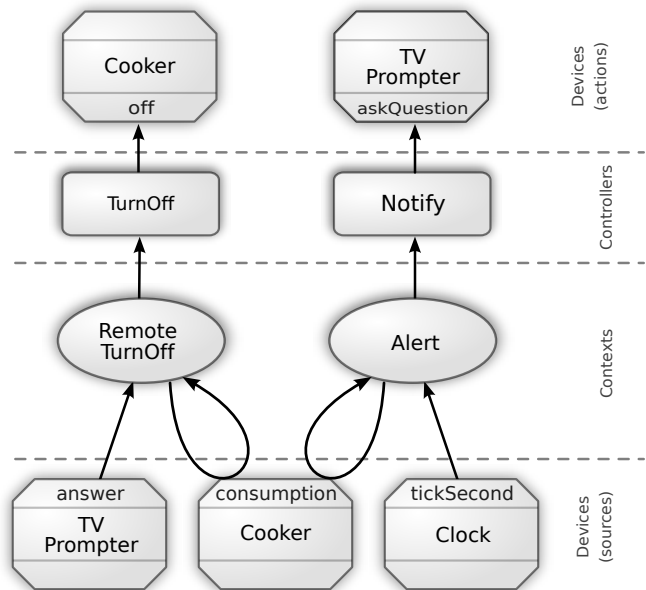 Cooker
off
TV
Prompter
askQuestion
Devices
(actions)
TurnOff
Notify
Controllers
Remote
TurnOff
Alert
Contexts
answer
TV
Prompter
consumption
Cooker
tickSecond
Clock
Devices
(sources)